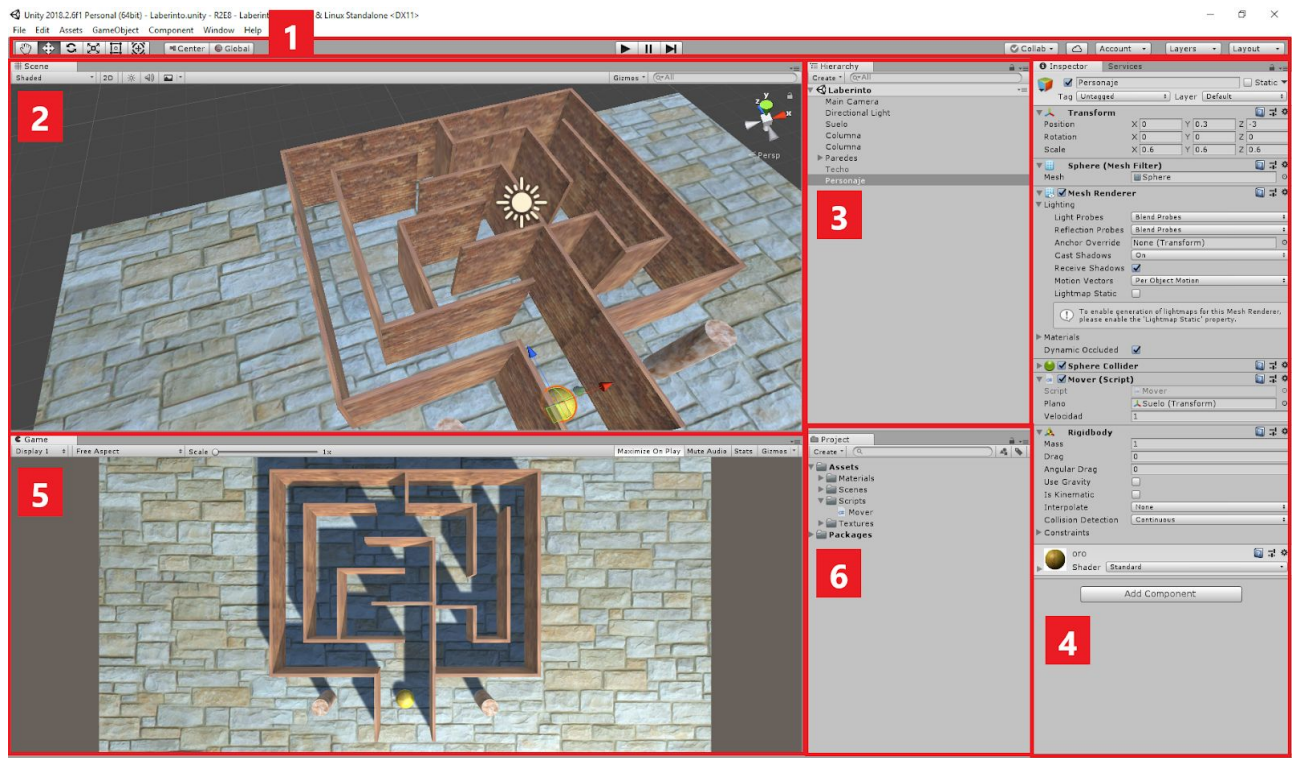 Unity 2018.2.6f1 Personal (64bit) - Laberinto.unity - R2E8 - Laberin & Linux Standalone <DX11>
File Edit Assets GameObject Component Window Help
1
Center Global Collab Account Layers Layout
Scene
Shaded 2D Gizmos All
2
y
z x
Persp
Hierarchy
Create All
Laberinto
Main Camera
Directional Light
Suelo
Columna
Columna
Paredes
Techo
Personaje
3
Inspector Services
Personaje Static
Tag Untagged Layer Default
Transform
Position X 0 Y 0.3 Z -3
Rotation X 0 Y 0 Z 0
Scale X 0.6 Y 0.6 Z 0.6
Sphere (Mesh Filter)
Mesh Sphere
Mesh Renderer
Lighting
Light Probes Blend Probes
Reflection Probes Blend Probes
Anchor Override None (Transform)
Cast Shadows On
Receive Shadows
Motion Vectors Per Object Motion
Lightmap Static
To enable generation of lightmaps for this Mesh Renderer,
please enable the 'Lightmap Static' property.
Materials
Dynamic Occluded
Sphere Collider
Mover (Script)
Script Mover
Plano Suelo (Transform)
Velocidad 1
Rigidbody
Mass 1
Drag 0
Angular Drag 0
Use Gravity
Is Kinematic
Interpolate None
Collision Detection Continuous
Constraints
oro
Shader Standard
Add Component
4
Game
Display 1 Free Aspect Scale 1x Maximize On Play Mute Audio Stats Gizmos
5
Project
Create
Assets
Materials
Scenes
Scripts
Mover
Textures
Packages
6